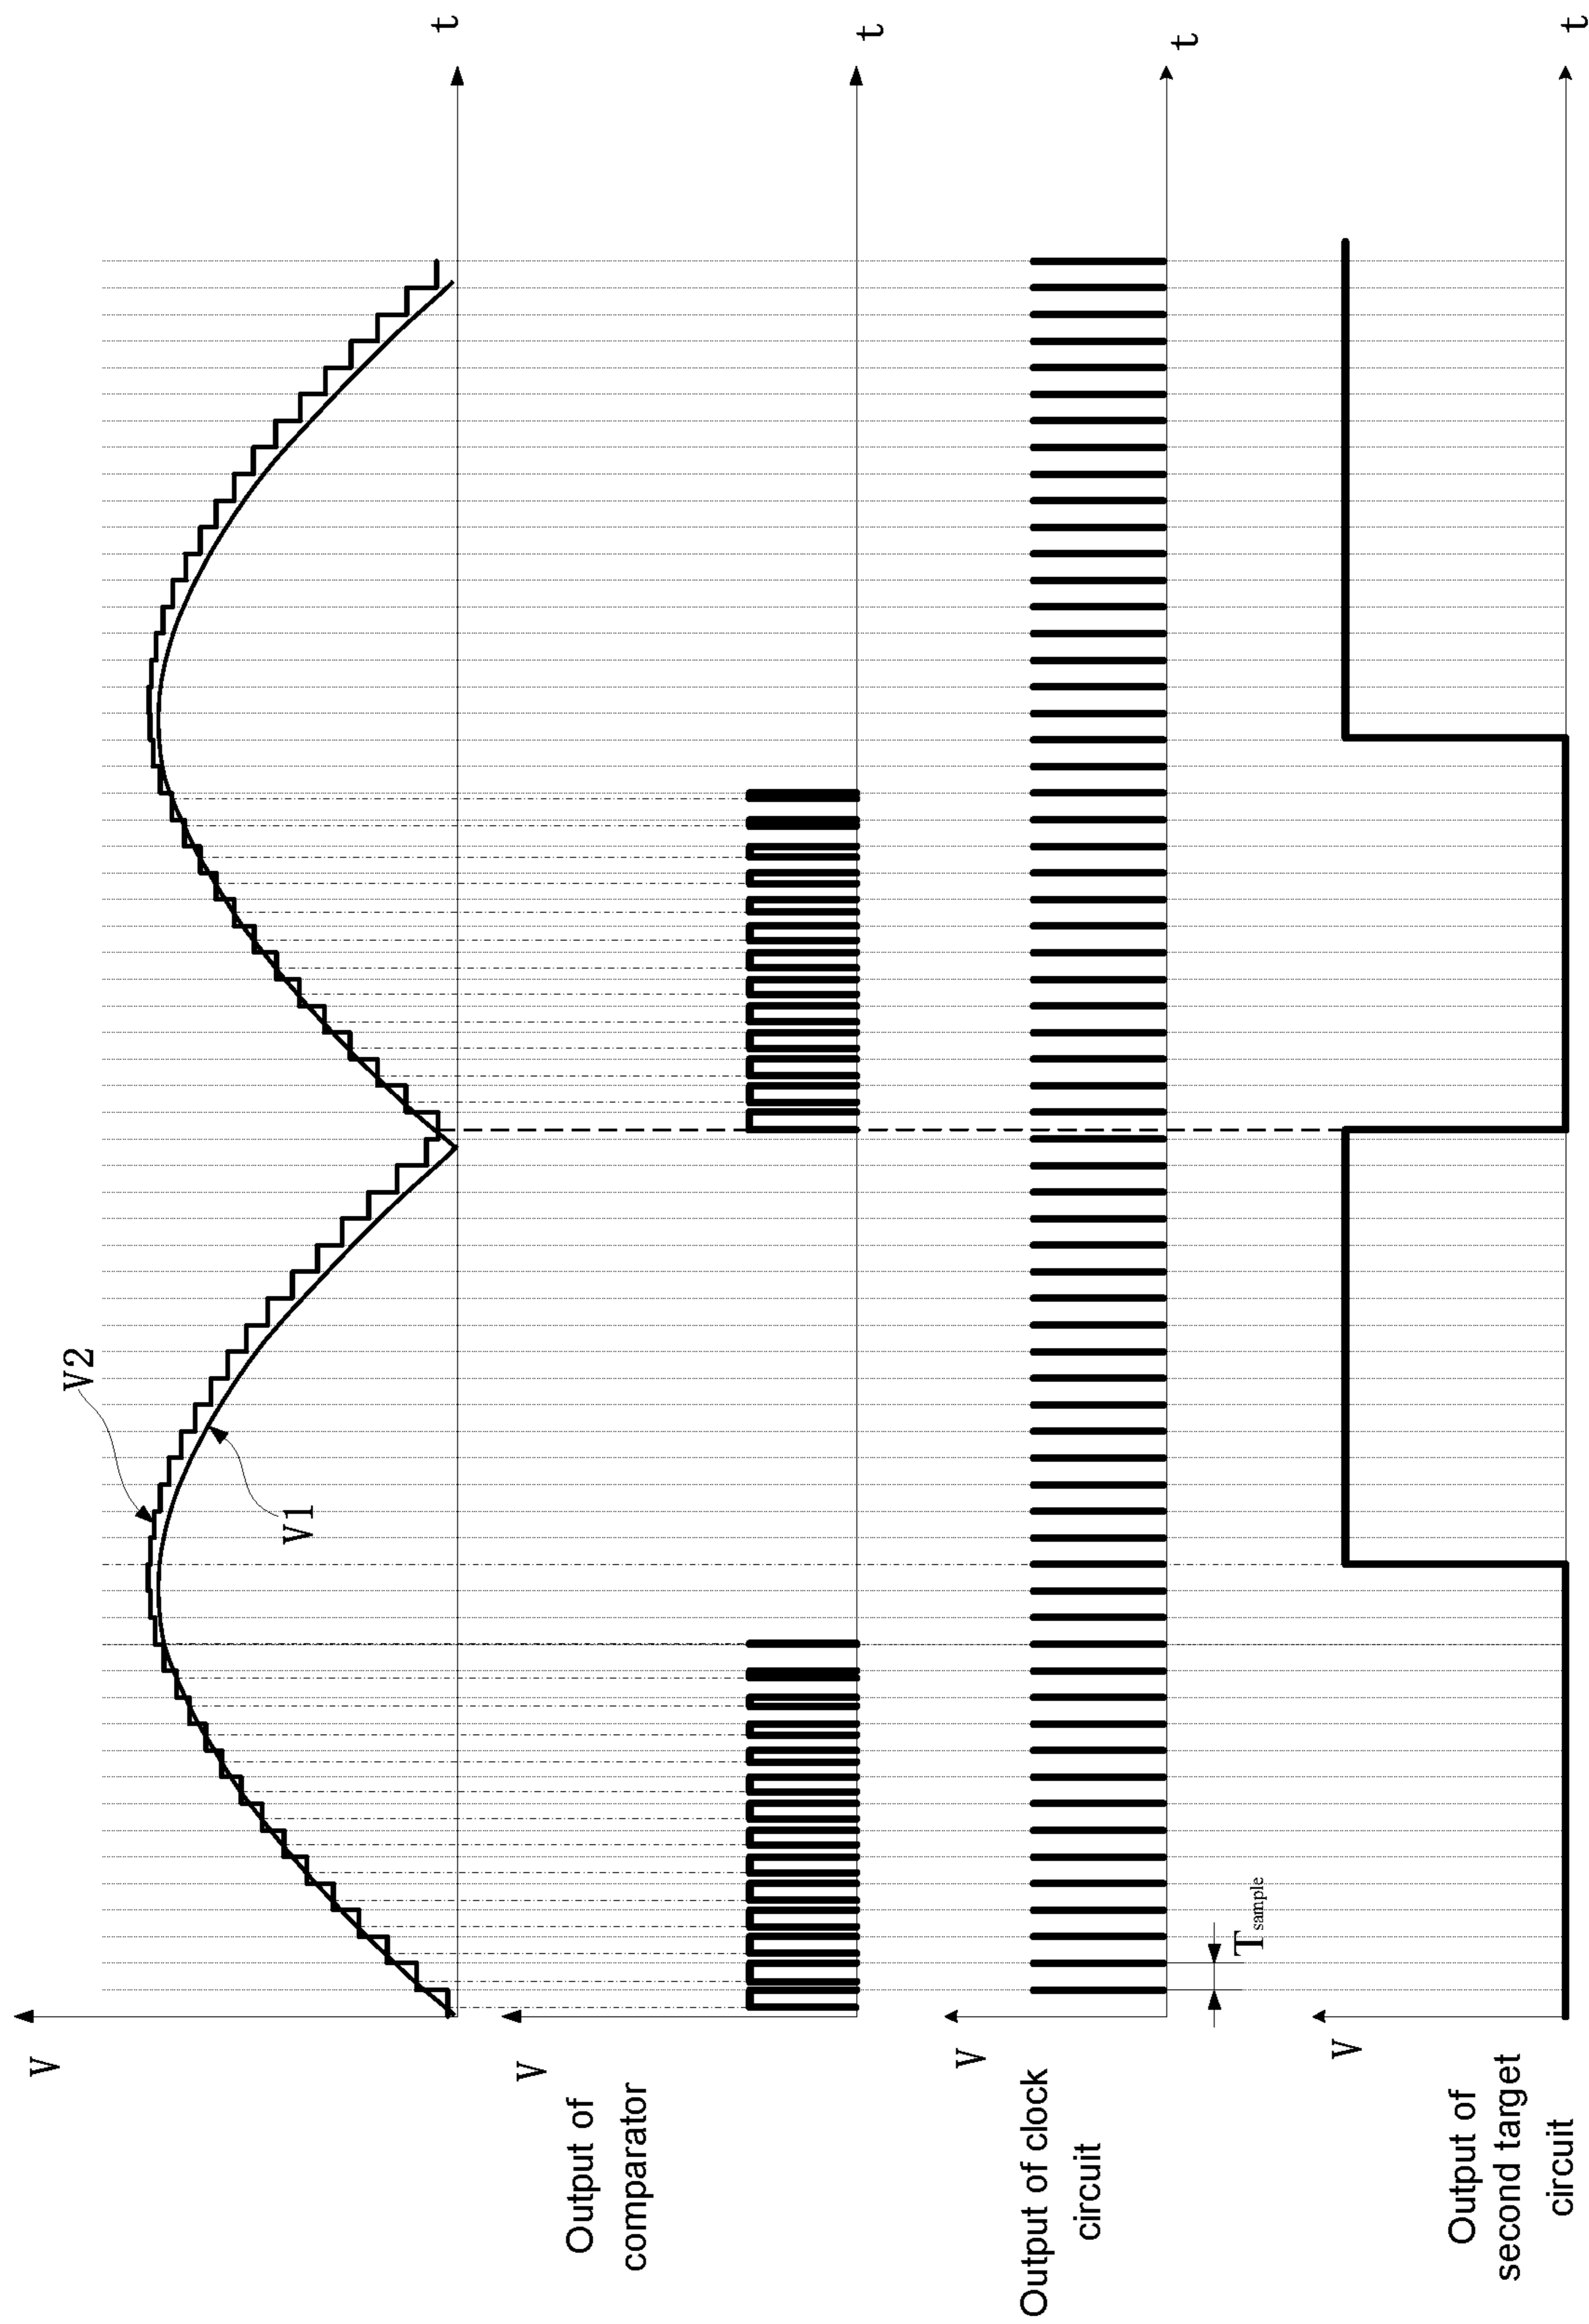 V
t
V2
V1
V
Output of
comparator
t
V
Output of clock
circuit
t
Tsample
V
Output of
second target
circuit
t